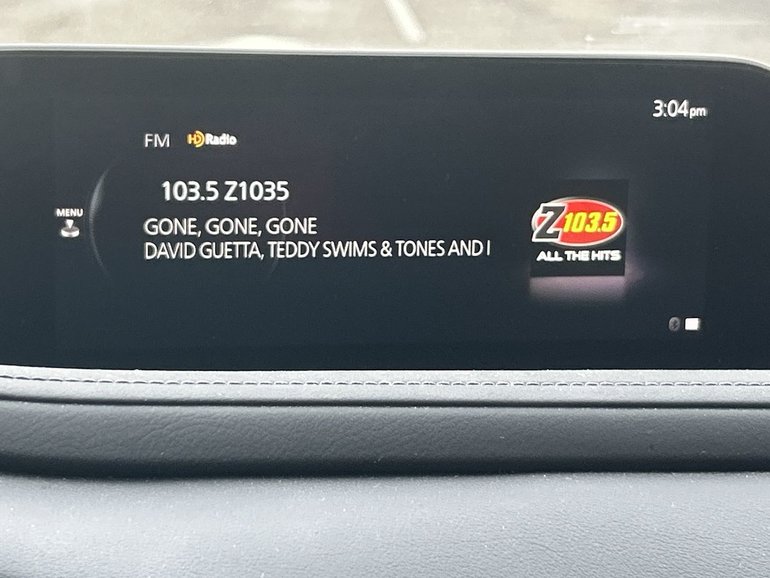 3:04pm
FM HD Radio
103.5 Z1035
MENU
GONE, GONE, GONE
DAVID GUETTA, TEDDY SWIMS & TONES AND I
Z103.5
ALL THE HITS